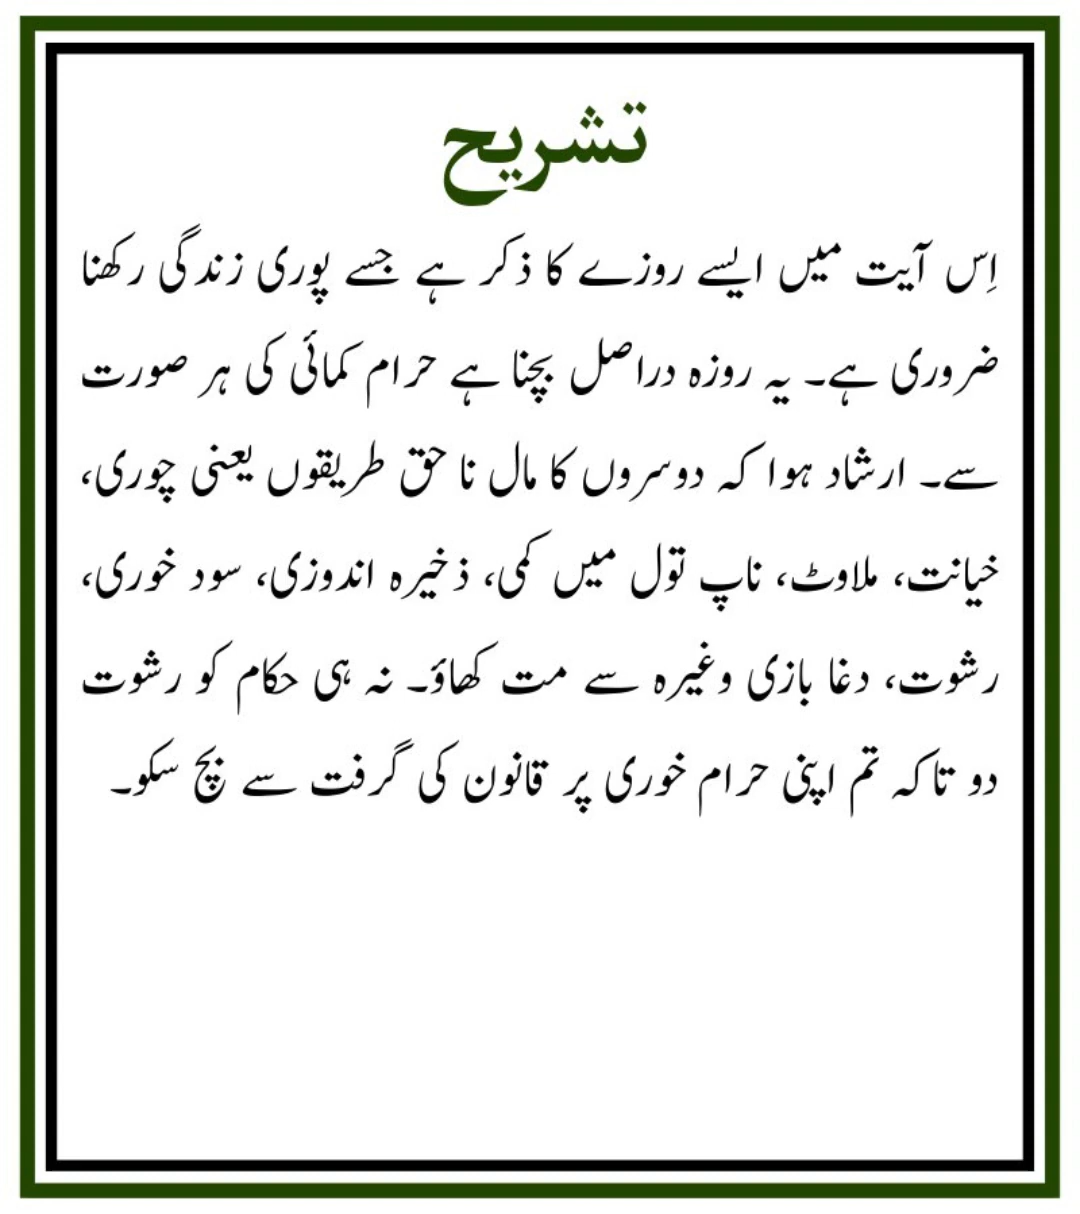 تشریح
اِس آیت میں ایسے روزے کا ذکر ہے جسے پوری زندگی رکھنا
ضروری ہے۔ یہ روزہ دراصل بچنا ہے حرام کمائی کی ہر صورت
سے۔ ارشاد ہوا کہ دوسروں کا مال نا حق طریقوں یعنی چوری،
خیانت، ملاوٹ، ناپ تول میں کمی، ذخیرہ اندوزی، سود خوری،
رشوت، دغا بازی وغیرہ سے مت کھاؤ۔ نہ ہی حکام کو رشوت
دو تاکہ تم اپنی حرام خوری پر قانون کی گرفت سے بچ سکو۔